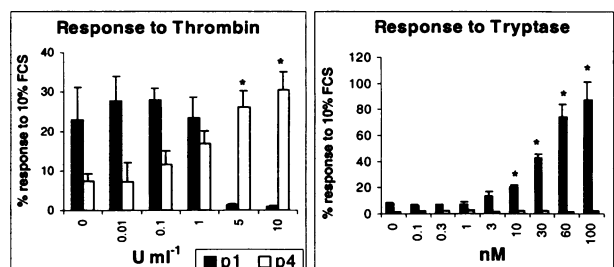 Response to Thrombin
% response to 10% FCS
40
30
20
10
0
0 0.01 0.1 1 5 10
U ml-1
p1 p4
Response to Tryptase
% response to 10% FCS
120
100
80
60
40
20
0
0 0.1 0.3 1 3 10 30 60 100
nM
* *
* * * *